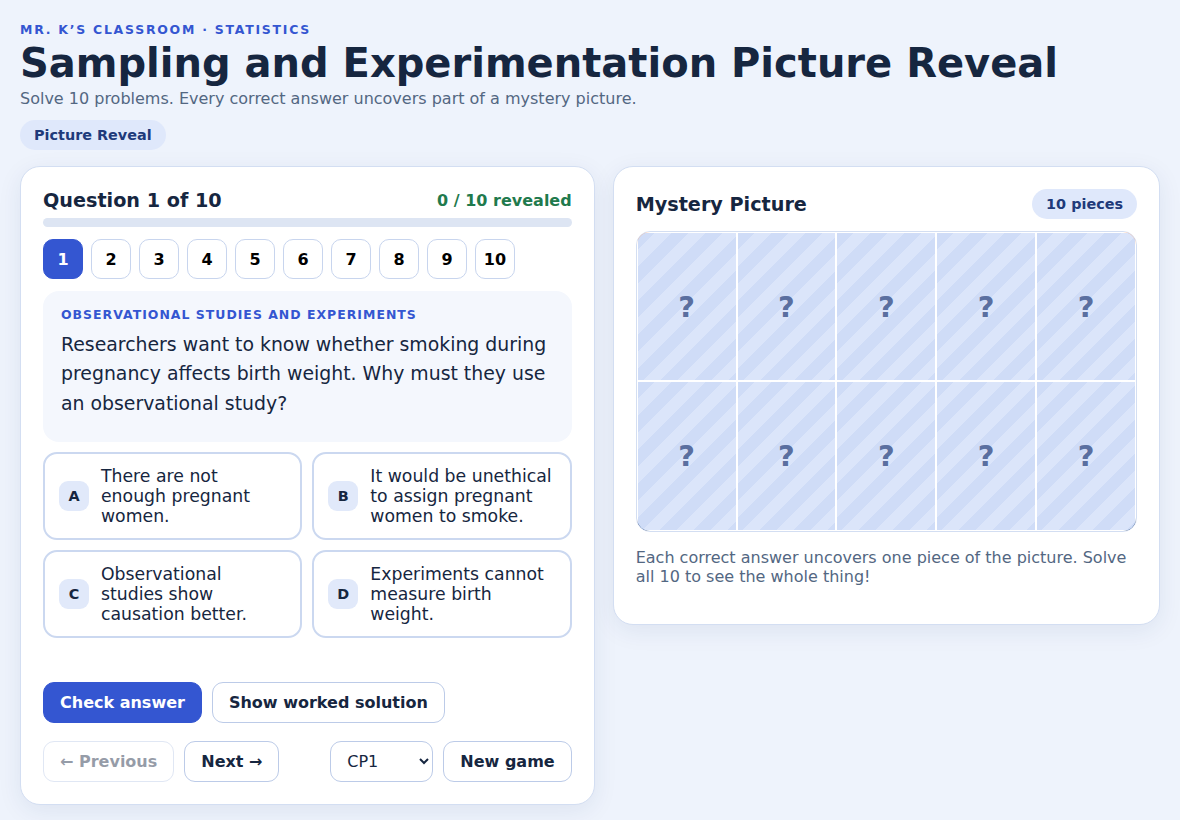 MR. K’S CLASSROOM · STATISTICS
Sampling and Experimentation Picture Reveal
Solve 10 problems. Every correct answer uncovers part of a mystery picture.
Picture Reveal
Question 1 of 10
0 / 10 revealed
1 2 3 4 5 6 7 8 9 10
OBSERVATIONAL STUDIES AND EXPERIMENTS
Researchers want to know whether smoking during
pregnancy affects birth weight. Why must they use
an observational study?
A
There are not
enough pregnant
women.
B
It would be unethical
to assign pregnant
women to smoke.
C
Observational
studies show
causation better.
D
Experiments cannot
measure birth
weight.
Check answer
Show worked solution
← Previous
Next →
CP1
New game
Mystery Picture
10 pieces
? ? ? ? ?
? ? ? ? ?
Each correct answer uncovers one piece of the picture. Solve
all 10 to see the whole thing!